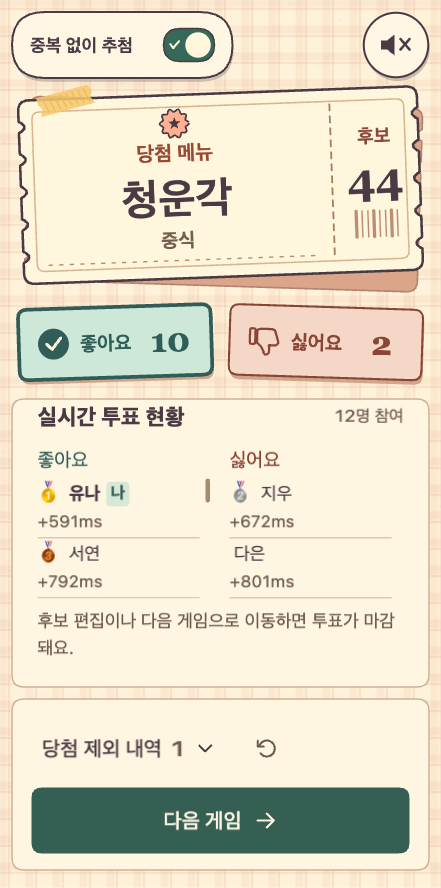 중복 없이 추첨
당첨 메뉴
청운각
중식
후보
44
좋아요 10
싫어요 2
실시간 투표 현황
12명 참여
좋아요
유나 나
+591ms
서연
+792ms
싫어요
지우
+672ms
다은
+801ms
후보 편집이나 다음 게임으로 이동하면 투표가 마감
돼요.
당첨 제외 내역 1
다음 게임 →